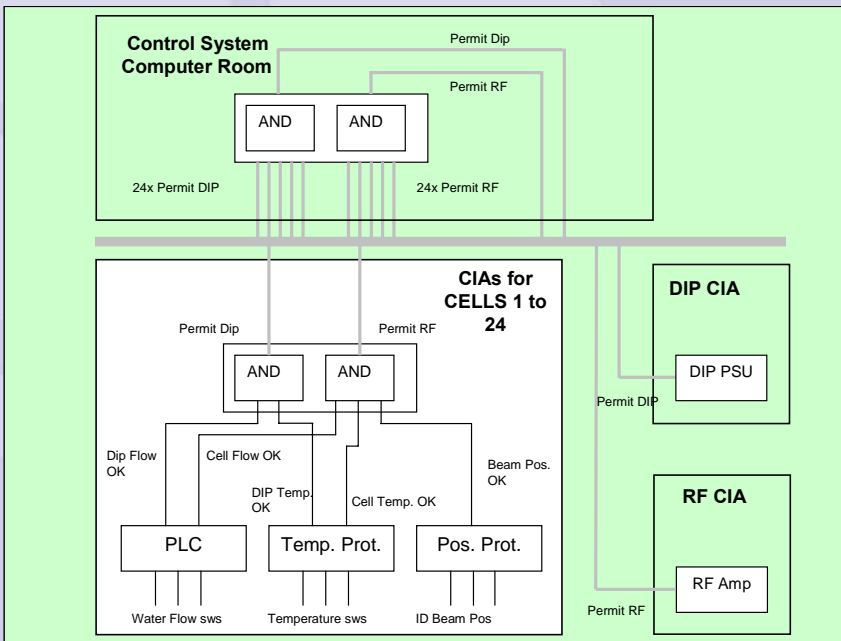 Control System
Computer Room
Permit Dip
Permit RF
AND
AND
24x Permit DIP
24x Permit RF
CIAs for
CELLS 1 to
24
Permit Dip
Permit RF
AND
AND
Dip Flow
OK
Cell Flow OK
DIP Temp.
OK
Cell Temp. OK
Beam Pos.
OK
PLC
Temp. Prot.
Pos. Prot.
Water Flow sws
Temperature sws
ID Beam Pos
DIP CIA
DIP PSU
Permit DIP
RF CIA
RF Amp
Permit RF